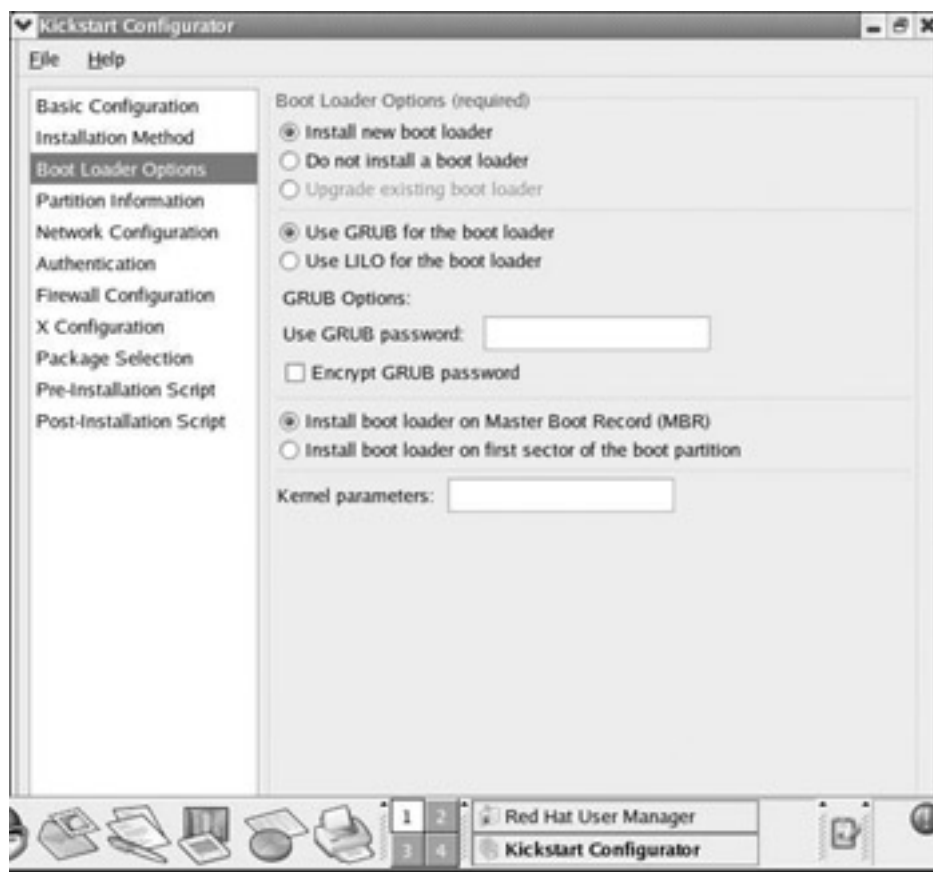 Kickstart Configurator
File Help
Basic Configuration
Installation Method
Boot Loader Options
Partition Information
Network Configuration
Authentication
Firewall Configuration
X Configuration
Package Selection
Pre-Installation Script
Post-Installation Script
Boot Loader Options (required)
Install new boot loader
Do not install a boot loader
Upgrade existing boot loader
Use GRUB for the boot loader
Use LILO for the boot loader
GRUB Options:
Use GRUB password:
Encrypt GRUB password
Install boot loader on Master Boot Record (MBR)
Install boot loader on first sector of the boot partition
Kernel parameters:
1 2
3 4
Red Hat User Manager
Kickstart Configurator